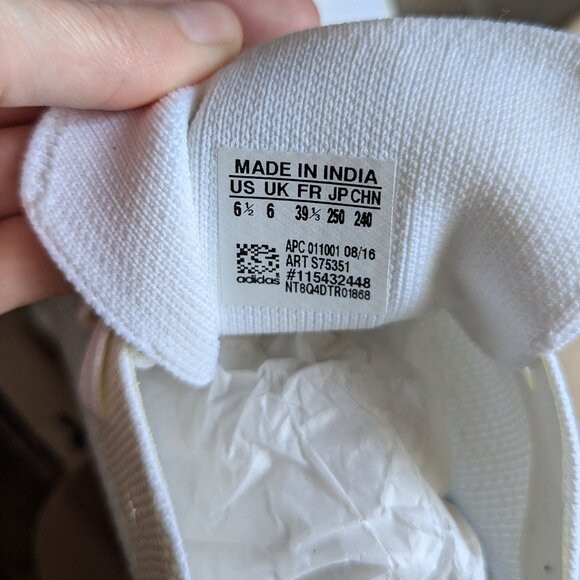 MADE IN INDIA
US UK FR JP CHN
6½ 6 39⅓ 250 240
APC 011001 08/16
ART S75351
#115432448
adidas NT8Q4DTR01868